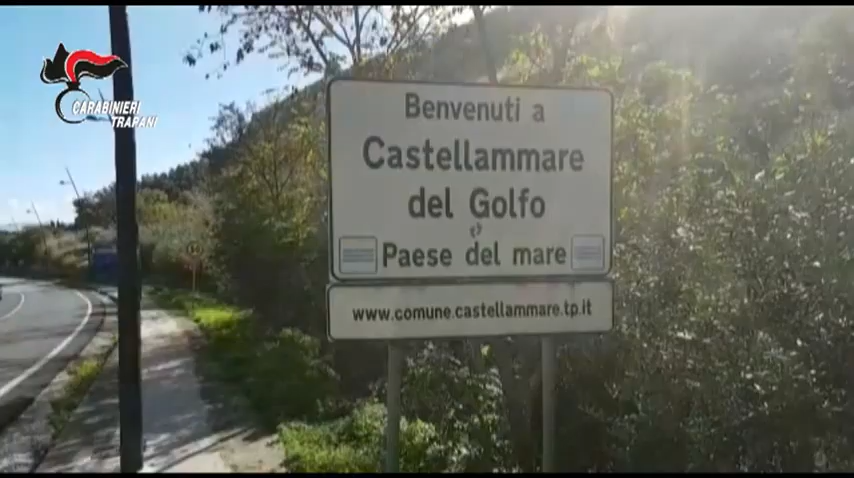 CARABINIERI
TRAPANI
Benvenuti a
Castellammare
del Golfo
Paese del mare
www.comune.castellammare.tp.it